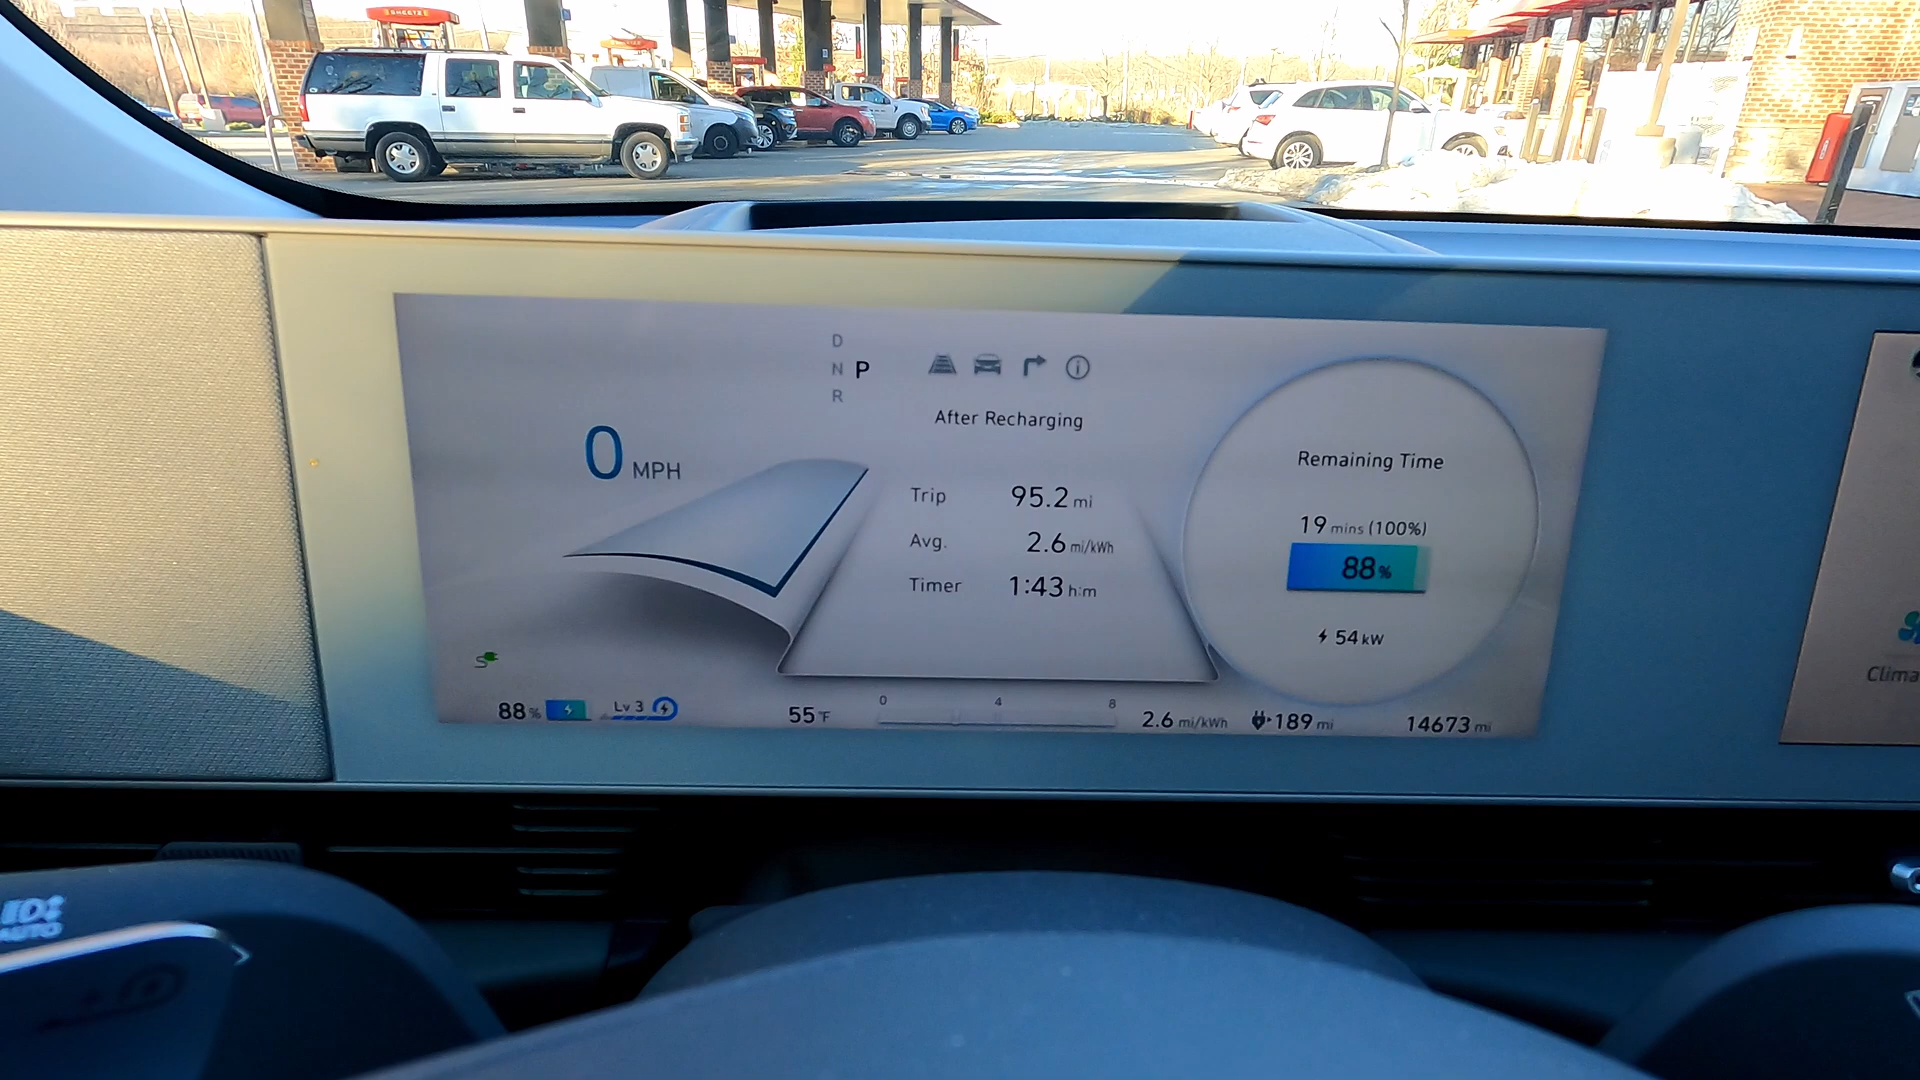 SHEETZ
D
N P
R
After Recharging
0 MPH
Trip 95.2 mi
Avg. 2.6 mi/kWh
Timer 1:43 h:m
Remaining Time
19 mins (100%)
88%
54 kW
88% Lv 3
55°F
0 4 8
2.6 mi/kWh
189 mi
14673 mi
Clima
AUTO